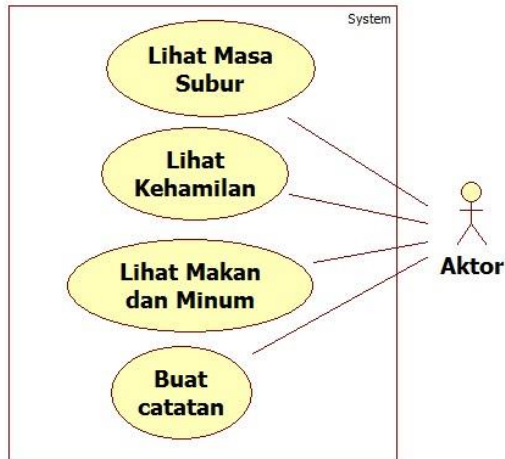 System
Lihat Masa
Subur
Lihat
Kehamilan
Lihat Makan
dan Minum
Buat
catatan
Aktor